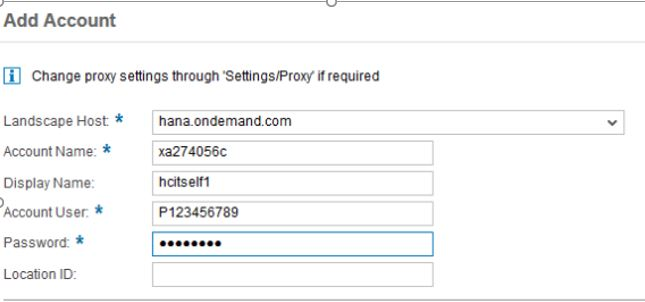 Add Account
i Change proxy settings through 'Settings/Proxy' if required
Landscape Host: * hana.ondemand.com
Account Name: * xa274056c
Display Name: hcitself1
Account User: * P123456789
Password: * ●●●●●●●●
Location ID: